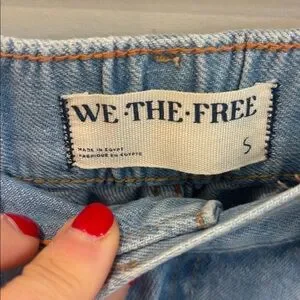 WE·THE·FREE
MADE IN EGYPT
FABRIQUÉ EN ÉGYPTE
S